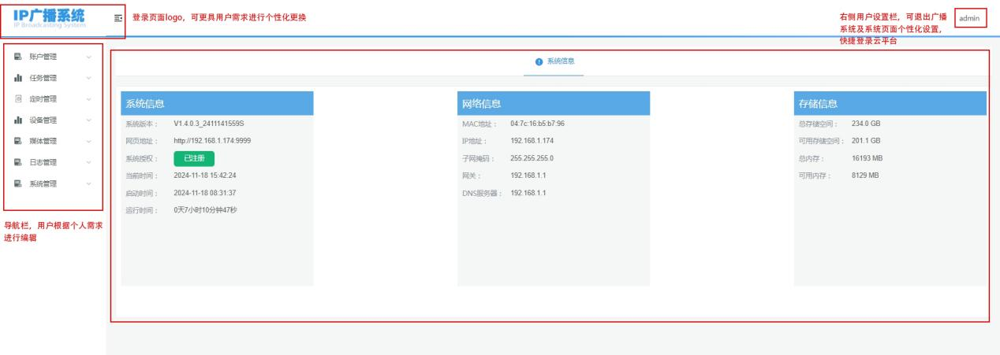 IP广播系统
IP Broadcasting System
登录页面logo，可更具用户需求进行个性化更换
右侧用户设置栏，可退出广播
系统及系统页面个性化设置，
快捷登录云平台
admin
账户管理
任务管理
定时管理
设备管理
媒体管理
日志管理
系统管理
导航栏，用户根据个人需求
进行编辑
系统信息
系统信息
系统版本： V1.4.0.3_2411141559S
网页地址： http://192.168.1.174:9999
系统授权： 已注册
当前时间： 2024-11-18 15:42:24
启动时间： 2024-11-18 08:31:37
运行时间： 0天7小时10分钟47秒
网络信息
MAC地址： 04:7c:16:b5:b7:96
IP地址： 192.168.1.174
子网掩码： 255.255.255.0
网关： 192.168.1.1
DNS服务器： 192.168.1.1
存储信息
总存储空间： 234.0 GB
可用存储空间： 201.1 GB
总内存： 16193 MB
可用内存： 8129 MB